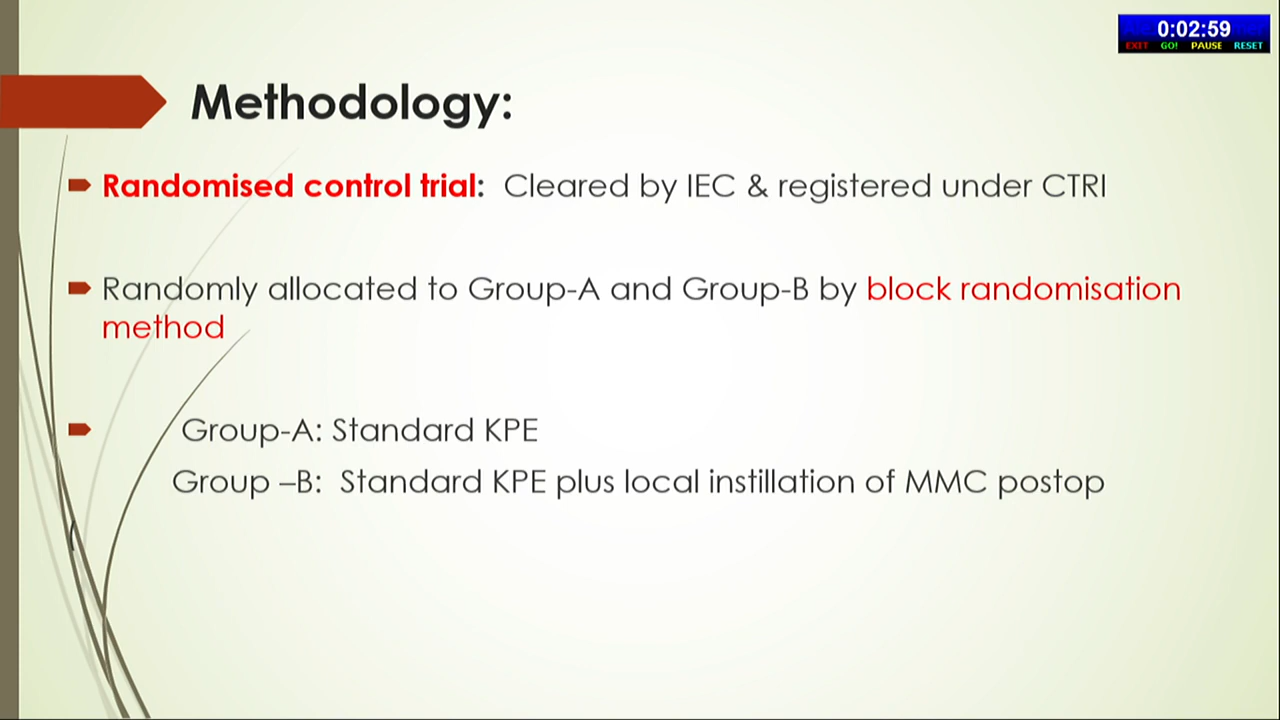 0:02:59
EXIT GO! PAUSE RESET
Methodology:
Randomised control trial: Cleared by IEC & registered under CTRI
Randomly allocated to Group-A and Group-B by block randomisation
method
Group-A: Standard KPE
Group –B: Standard KPE plus local instillation of MMC postop